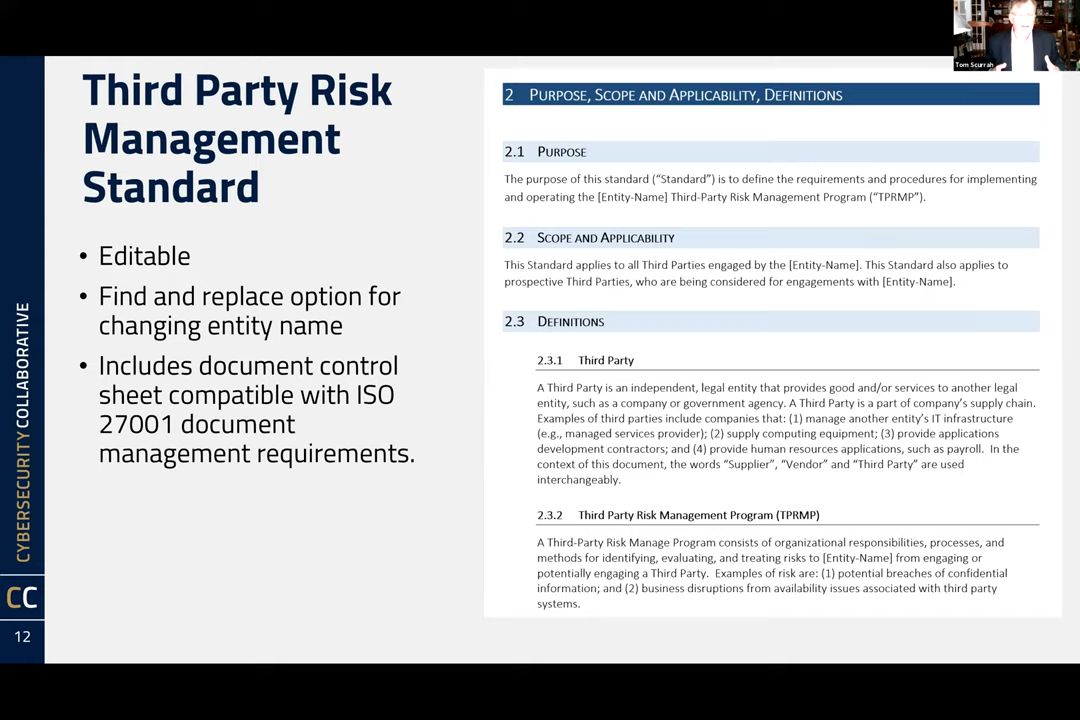 Tom Scurrah
Third Party Risk
Management
Standard
• Editable
• Find and replace option for
changing entity name
• Includes document control
sheet compatible with ISO
27001 document
management requirements.
CYBERSECURITY COLLABORATIVE
CC
12
2 PURPOSE, SCOPE AND APPLICABILITY, DEFINITIONS
2.1 PURPOSE
The purpose of this standard (“Standard”) is to define the requirements and procedures for implementing
and operating the [Entity-Name] Third-Party Risk Management Program (“TPRMP”).
2.2 SCOPE AND APPLICABILITY
This Standard applies to all Third Parties engaged by the [Entity-Name]. This Standard also applies to
prospective Third Parties, who are being considered for engagements with [Entity-Name].
2.3 DEFINITIONS
2.3.1 Third Party
A Third Party is an independent, legal entity that provides good and/or services to another legal
entity, such as a company or government agency. A Third Party is a part of company’s supply chain.
Examples of third parties include companies that: (1) manage another entity’s IT infrastructure
(e.g., managed services provider); (2) supply computing equipment; (3) provide applications
development contractors; and (4) provide human resources applications, such as payroll. In the
context of this document, the words “Supplier”, “Vendor” and “Third Party” are used
interchangeably.
2.3.2 Third Party Risk Management Program (TPRMP)
A Third-Party Risk Manage Program consists of organizational responsibilities, processes, and
methods for identifying, evaluating, and treating risks to [Entity-Name] from engaging or
potentially engaging a Third Party. Examples of risk are: (1) potential breaches of confidential
information; and (2) business disruptions from availability issues associated with third party
systems.